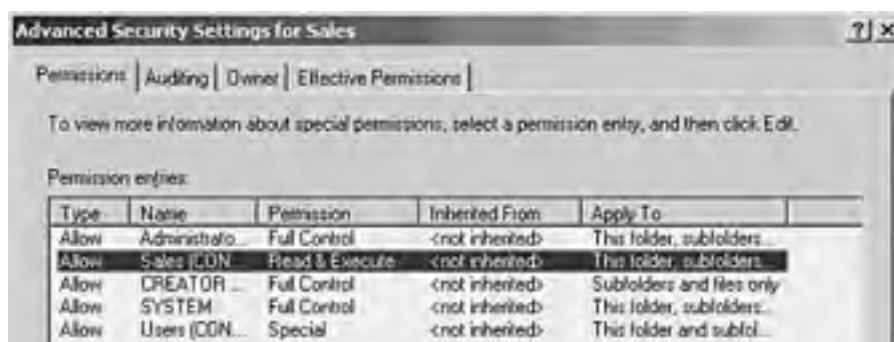 Advanced Security Settings for Sales
Permissions Auditing Owner Effective Permissions
To view more information about special permissions, select a permission entry, and then click Edit.
Permission entries:
Type Name Permission Inherited From Apply To
Allow Administrato... Full Control <not inherited> This folder, subfolders...
Allow Sales (CON... Read & Execute <not inherited> This folder, subfolders...
Allow CREATOR ... Full Control <not inherited> Subfolders and files only
Allow SYSTEM Full Control <not inherited> This folder, subfolders...
Allow Users (CON... Special <not inherited> This folder and subfol...